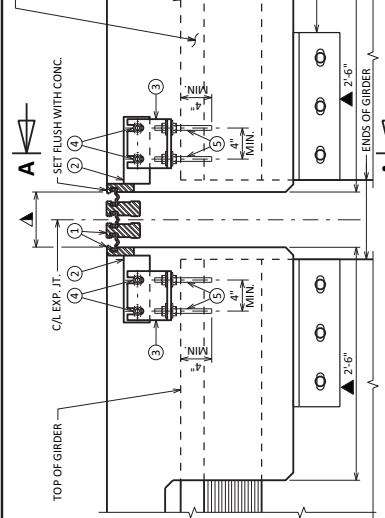 A
SET FLUSH WITH CONC.
C/L EXP. JT.
TOP OF GIRDER
1
2
2
3
3
4
4
5
5
4"
MIN.
4"
MIN.
4"
MIN.
4"
MIN.
2'-6"
2'-6"
ENDS OF GIRDER